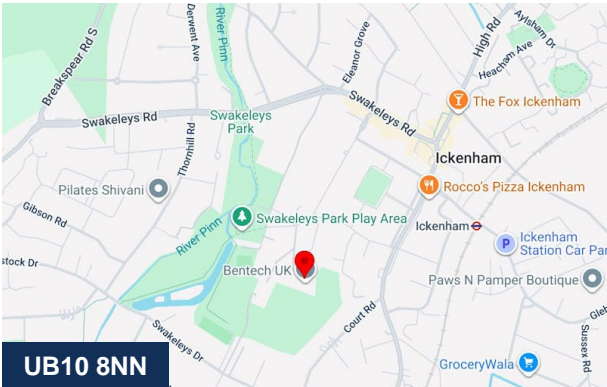 Breakspear Rd S
Derwent Ave
River Pinn
Eleanor Grove
High Rd
Aylsham Dr
Heacham Ave
The Fox Ickenham
Swakeleys Rd
Swakeleys
Park
Swakeleys Rd
Ickenham
Thornhill Rd
Pilates Shivani
Rocco's Pizza Ickenham
Gibson Rd
River Pinn
Swakeleys Park Play Area
Ickenham
Ickenham
Station Car Par
stock Dr
Bentech UK
Paws N Pamper Boutique
Court Rd
Gleb
Swakeleys Dr
Sussex Rd
GroceryWala
UB10 8NN